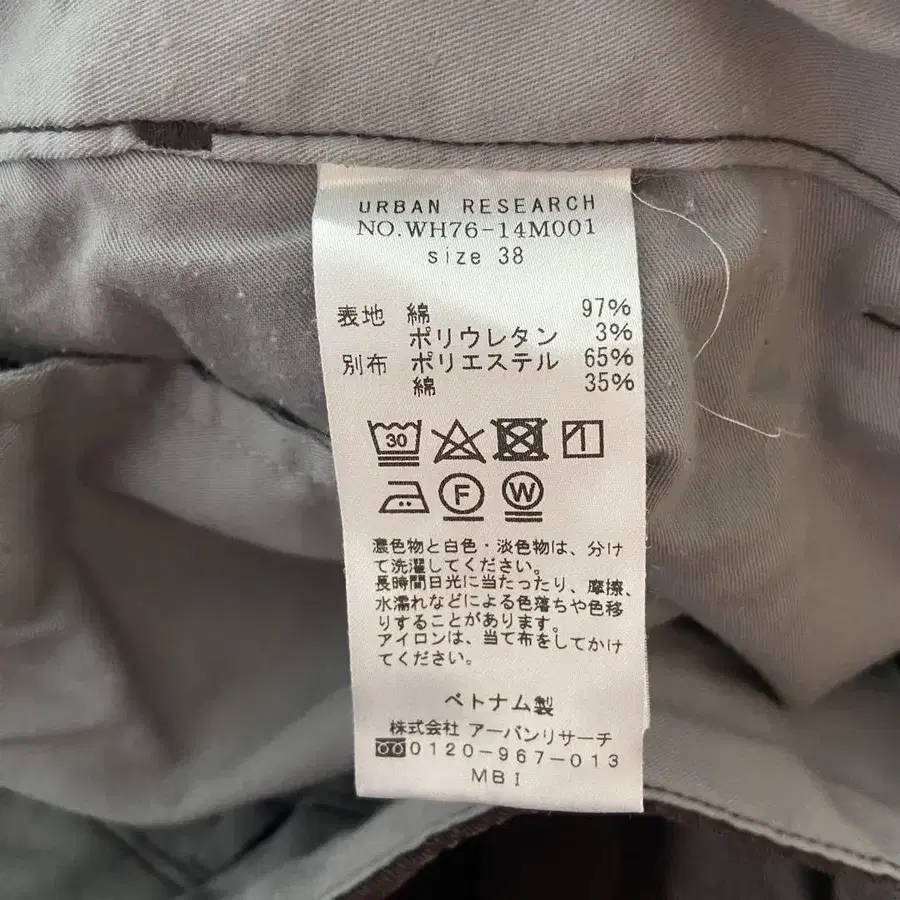 URBAN RESEARCH
NO.WH76-14M001
size 38
表地 綿 97%
ポリウレタン 3%
別布 ポリエステル 65%
綿 35%
30
F W
濃色物と白色・淡色物は、分け
て洗濯してください。
長時間日光に当たったり、摩擦、
水濡れなどによる色落ちや色移
りすることがあります。
アイロンは、当て布をしてかけ
てください。
ベトナム製
株式会社 アーバンリサーチ
0120-967-013
MBI